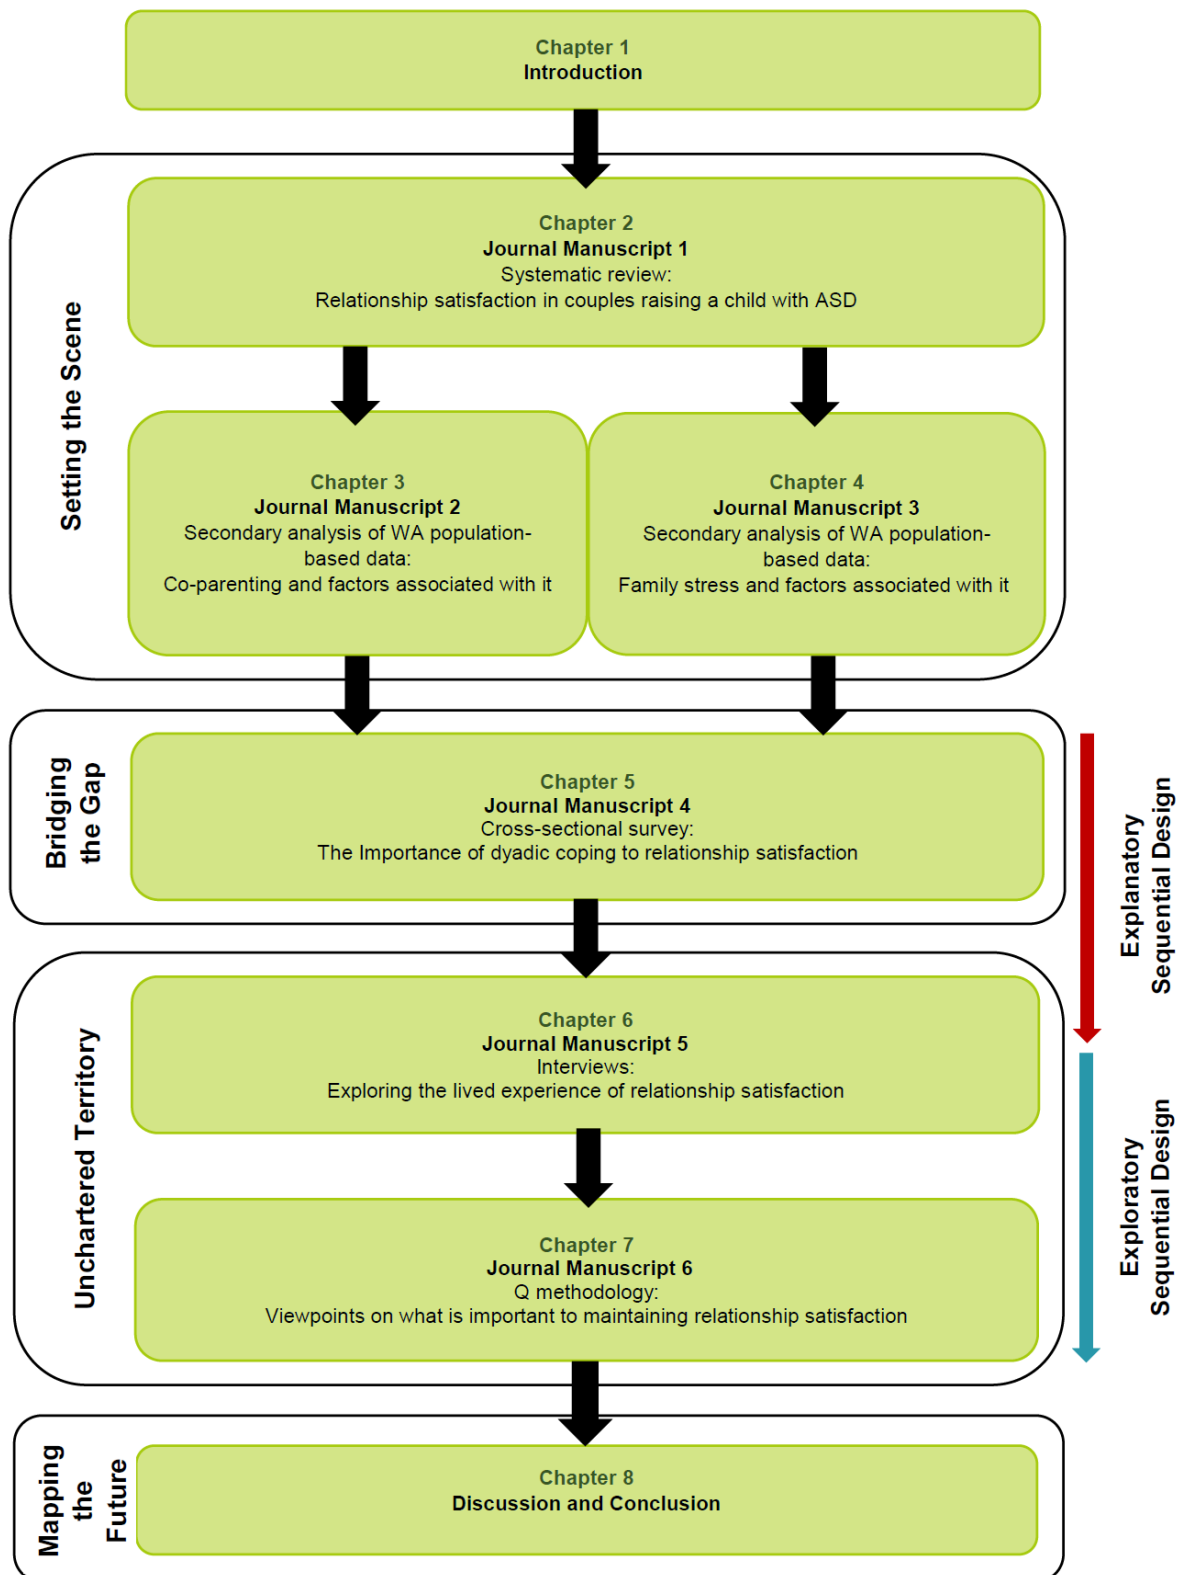 Chapter 1
Introduction
Setting the Scene
Chapter 2
Journal Manuscript 1
Systematic review:
Relationship satisfaction in couples raising a child with ASD
Chapter 3
Journal Manuscript 2
Secondary analysis of WA population-
based data:
Co-parenting and factors associated with it
Chapter 4
Journal Manuscript 3
Secondary analysis of WA population-
based data:
Family stress and factors associated with it
Bridging
the Gap
Chapter 5
Journal Manuscript 4
Cross-sectional survey:
The Importance of dyadic coping to relationship satisfaction
Explanatory
Sequential Design
Unchartered Territory
Chapter 6
Journal Manuscript 5
Interviews:
Exploring the lived experience of relationship satisfaction
Chapter 7
Journal Manuscript 6
Q methodology:
Viewpoints on what is important to maintaining relationship satisfaction
Exploratory
Sequential Design
Mapping
the
Future
Chapter 8
Discussion and Conclusion